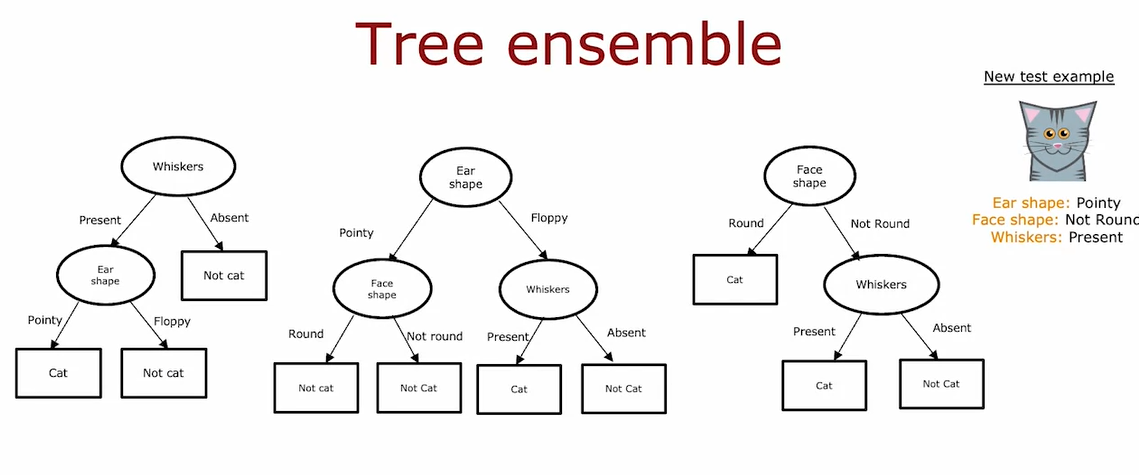 Tree ensemble
New test example
Ear shape: Pointy
Face shape: Not Round
Whiskers: Present
Whiskers
Present
Absent
Ear
shape
Not cat
Pointy
Floppy
Cat
Not cat
Ear
shape
Pointy
Floppy
Face
shape
Whiskers
Round
Not round
Present
Absent
Not cat
Not Cat
Cat
Not Cat
Face
shape
Round
Not Round
Cat
Whiskers
Present
Absent
Cat
Not Cat